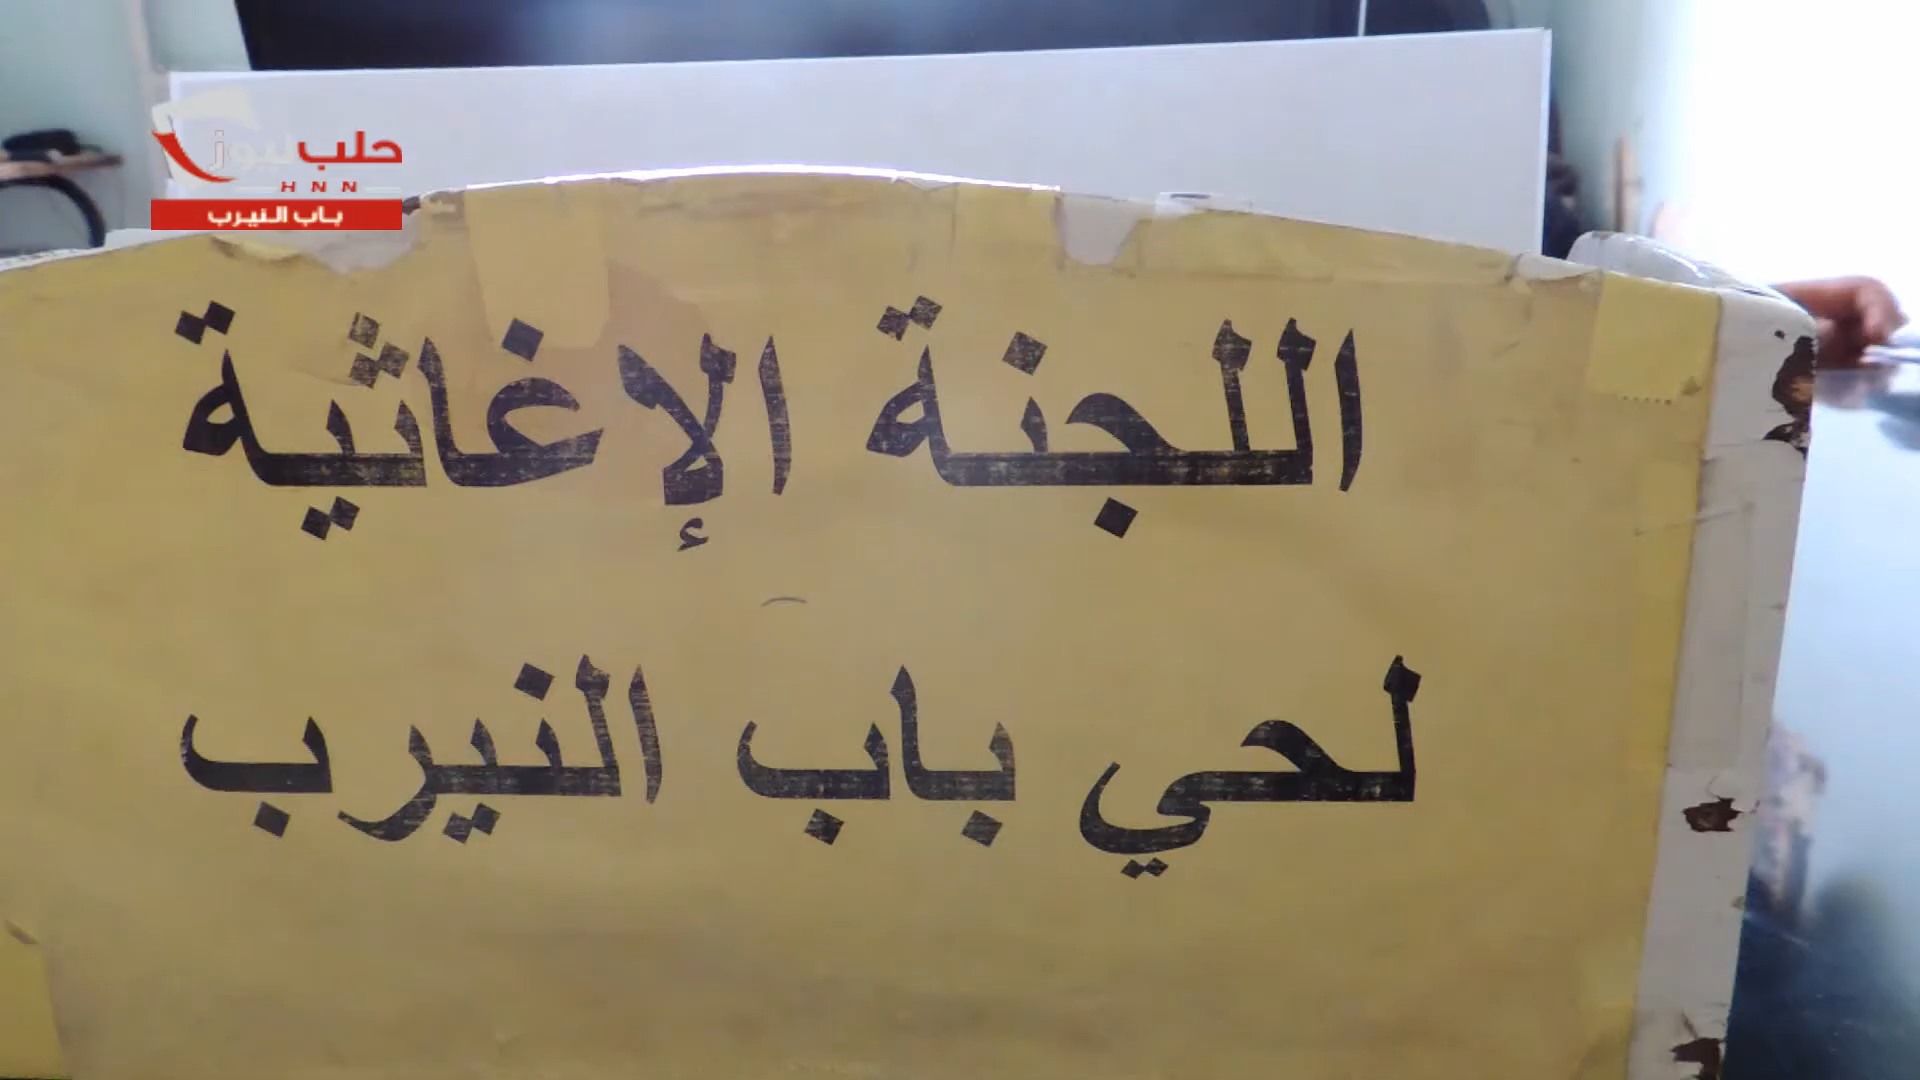 حلب نيوز
HNN
باب النيرب
اللجنة الإغاثية
لحي باب النيرب